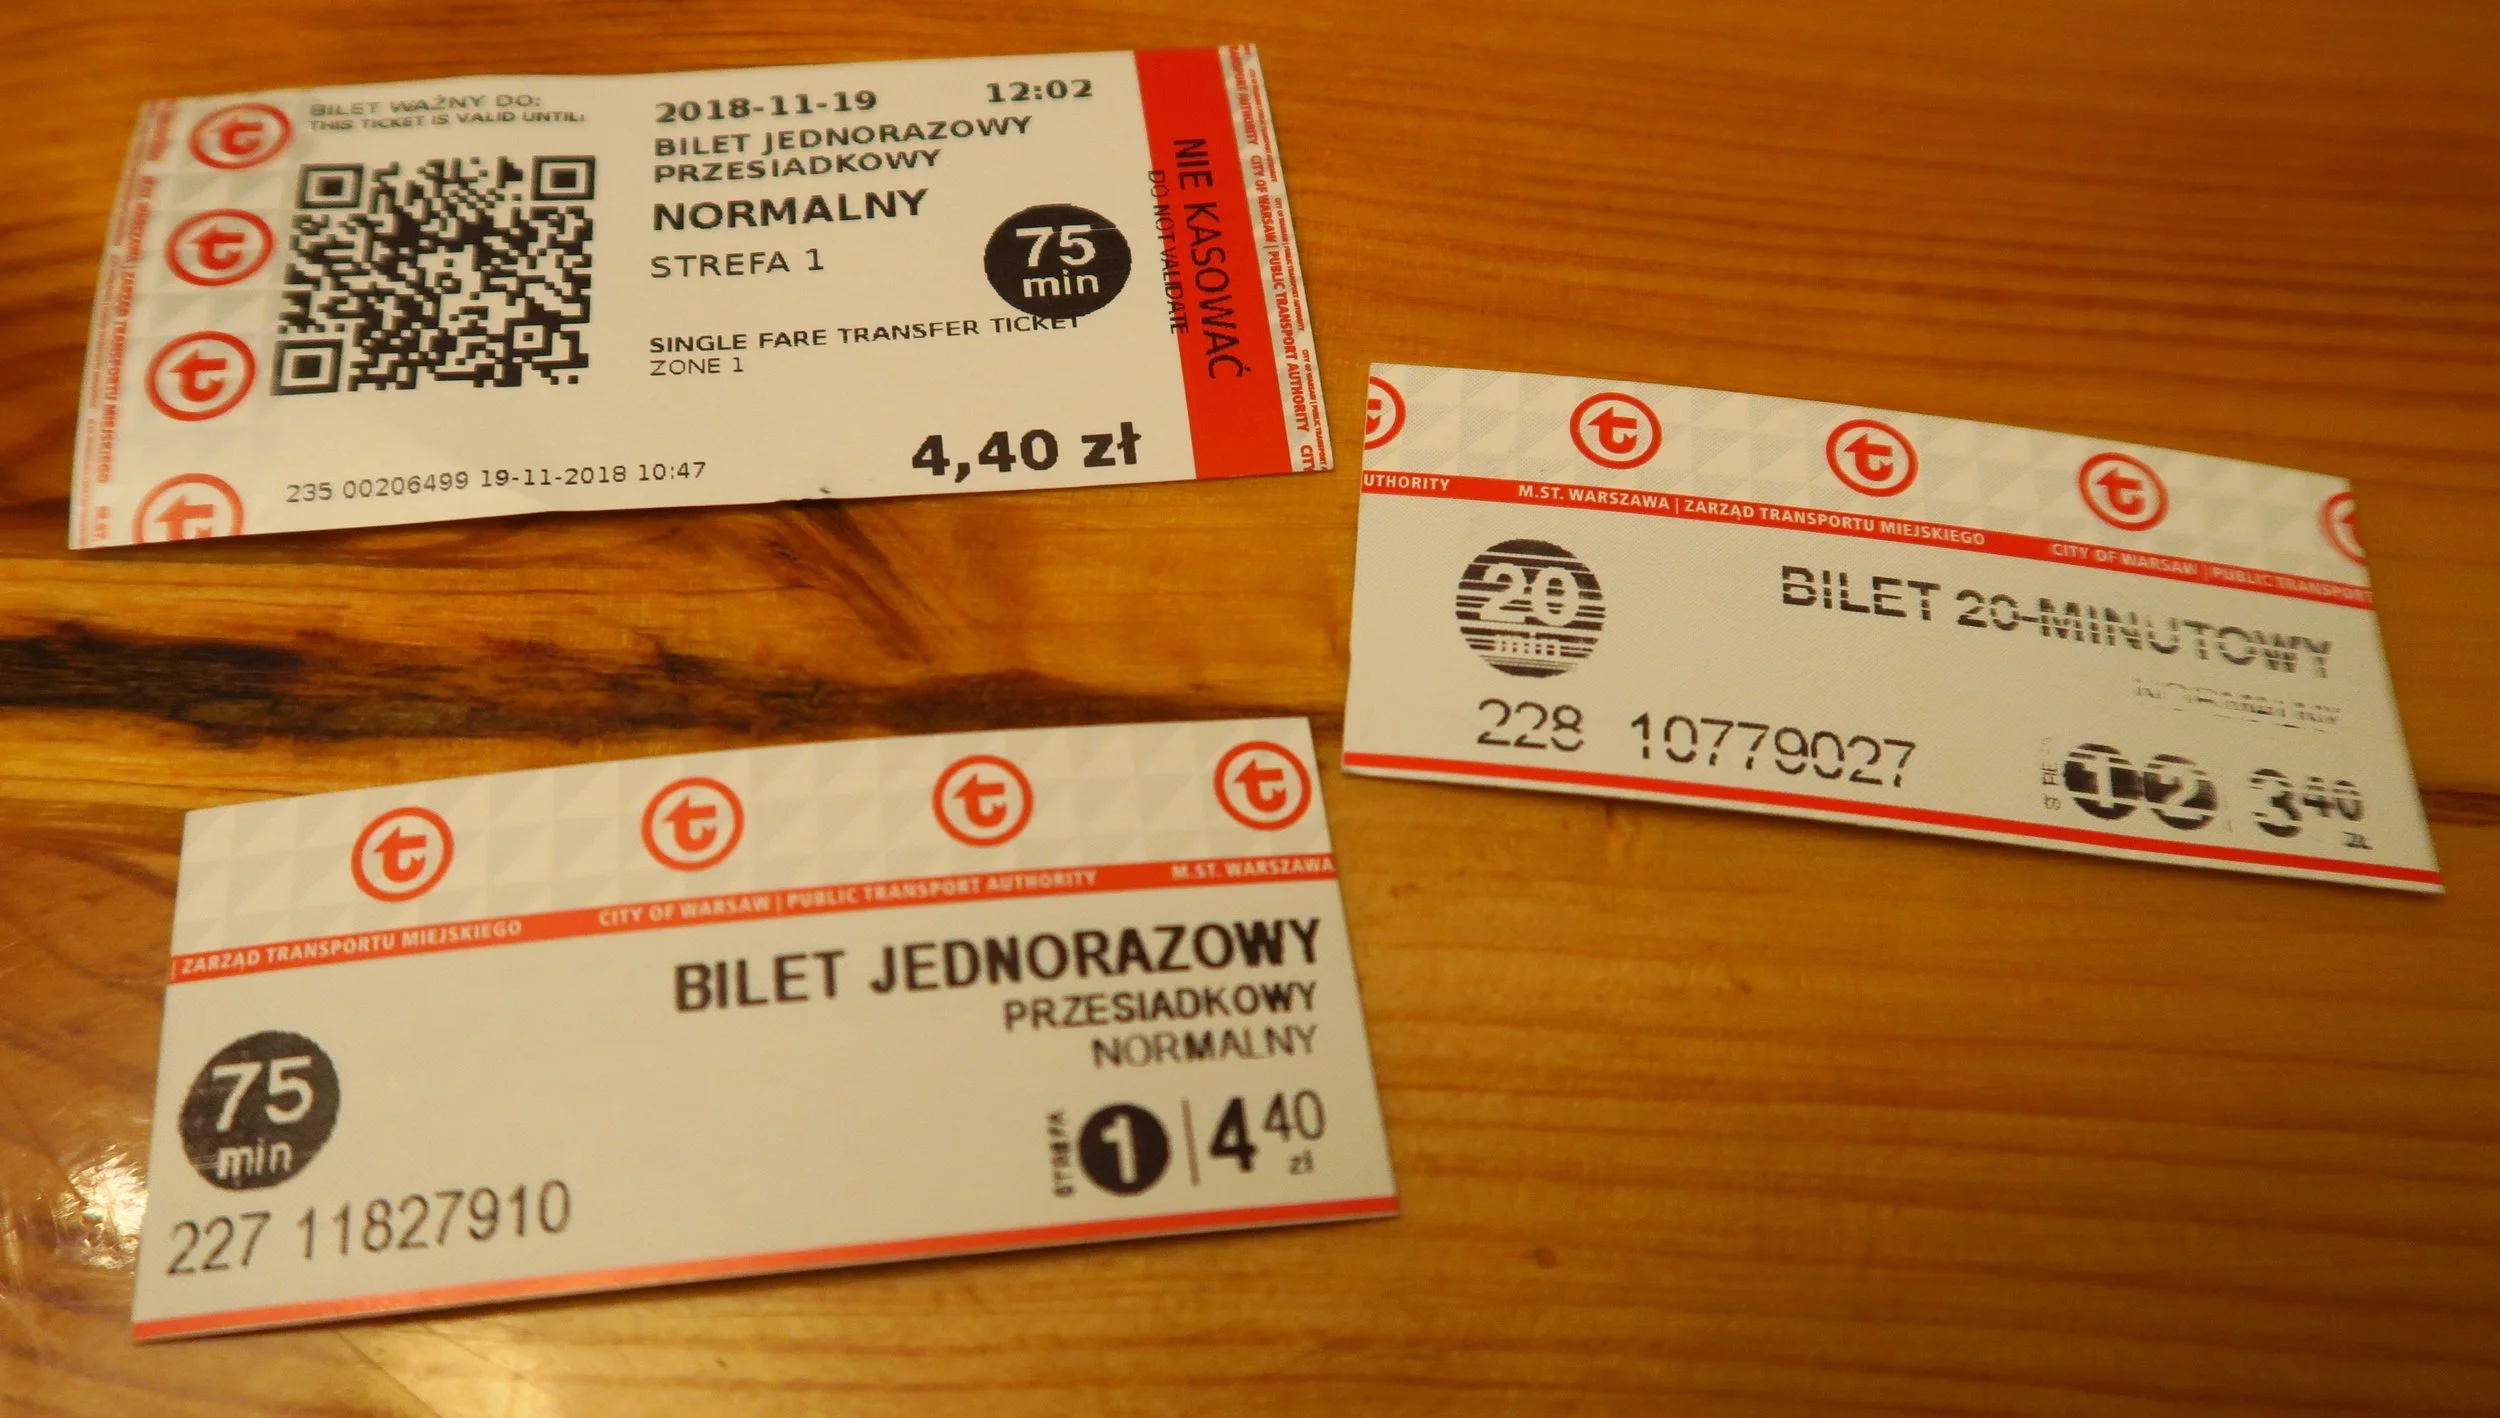 BILET WAŻNY DO:
THIS TICKET IS VALID UNTIL:
2018-11-19 12:02
BILET JEDNORAZOWY
PRZESIADKOWY
NORMALNY
STREFA 1
75
min
SINGLE FARE TRANSFER TICKET
ZONE 1
4,40 zł
235 00206499 19-11-2018 10:47
NIE KASOWAĆ
DO NOT VALIDATE
CITY OF WARSAW | PUBLIC TRANSPORT AUTHORITY
UTHORITY M.ST. WARSZAWA | ZARZĄD TRANSPORTU MIEJSKIEGO CITY OF WARSAW | PUBLIC TRANSPORT
20
min
BILET 20-MINUTOWY
NORMALNY
228 10779027
1 2 3 40
zł
| ZARZĄD TRANSPORTU MIEJSKIEGO CITY OF WARSAW | PUBLIC TRANSPORT AUTHORITY M.ST. WARSZAWA
BILET JEDNORAZOWY
PRZESIADKOWY
NORMALNY
75
min
STREFA 1 | 4 40
zł
227 11827910